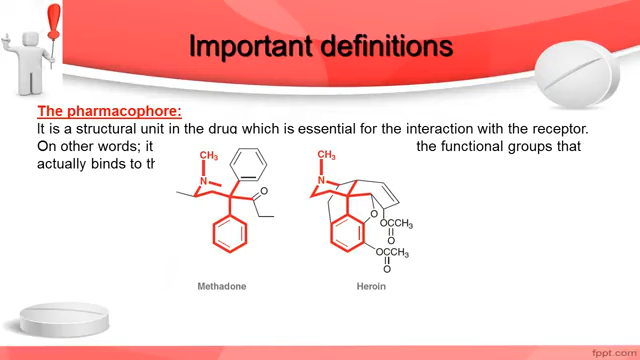 Important definitions
The pharmacophore:
It is a structural unit in the drug which is essential for the interaction with the receptor.
On other words; it the functional groups that
actually binds to th
CH3 CH3
N N
O
O
OCCH3
O
OCCH3
O
Methadone Heroin
fppt.com